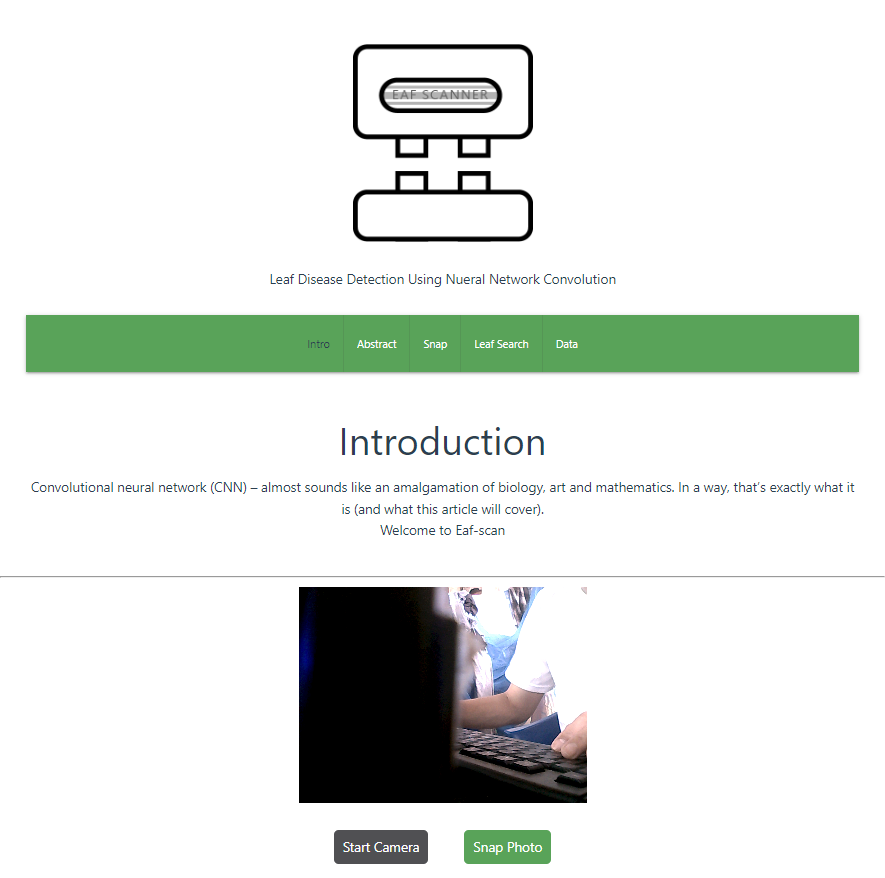 EAF SCANNER
Leaf Disease Detection Using Nueral Network Convolution
Intro Abstract Snap Leaf Search Data
Introduction
Convolutional neural network (CNN) – almost sounds like an amalgamation of biology, art and mathematics. In a way, that's exactly what it
is (and what this article will cover).
Welcome to Eaf-scan
Start Camera Snap Photo